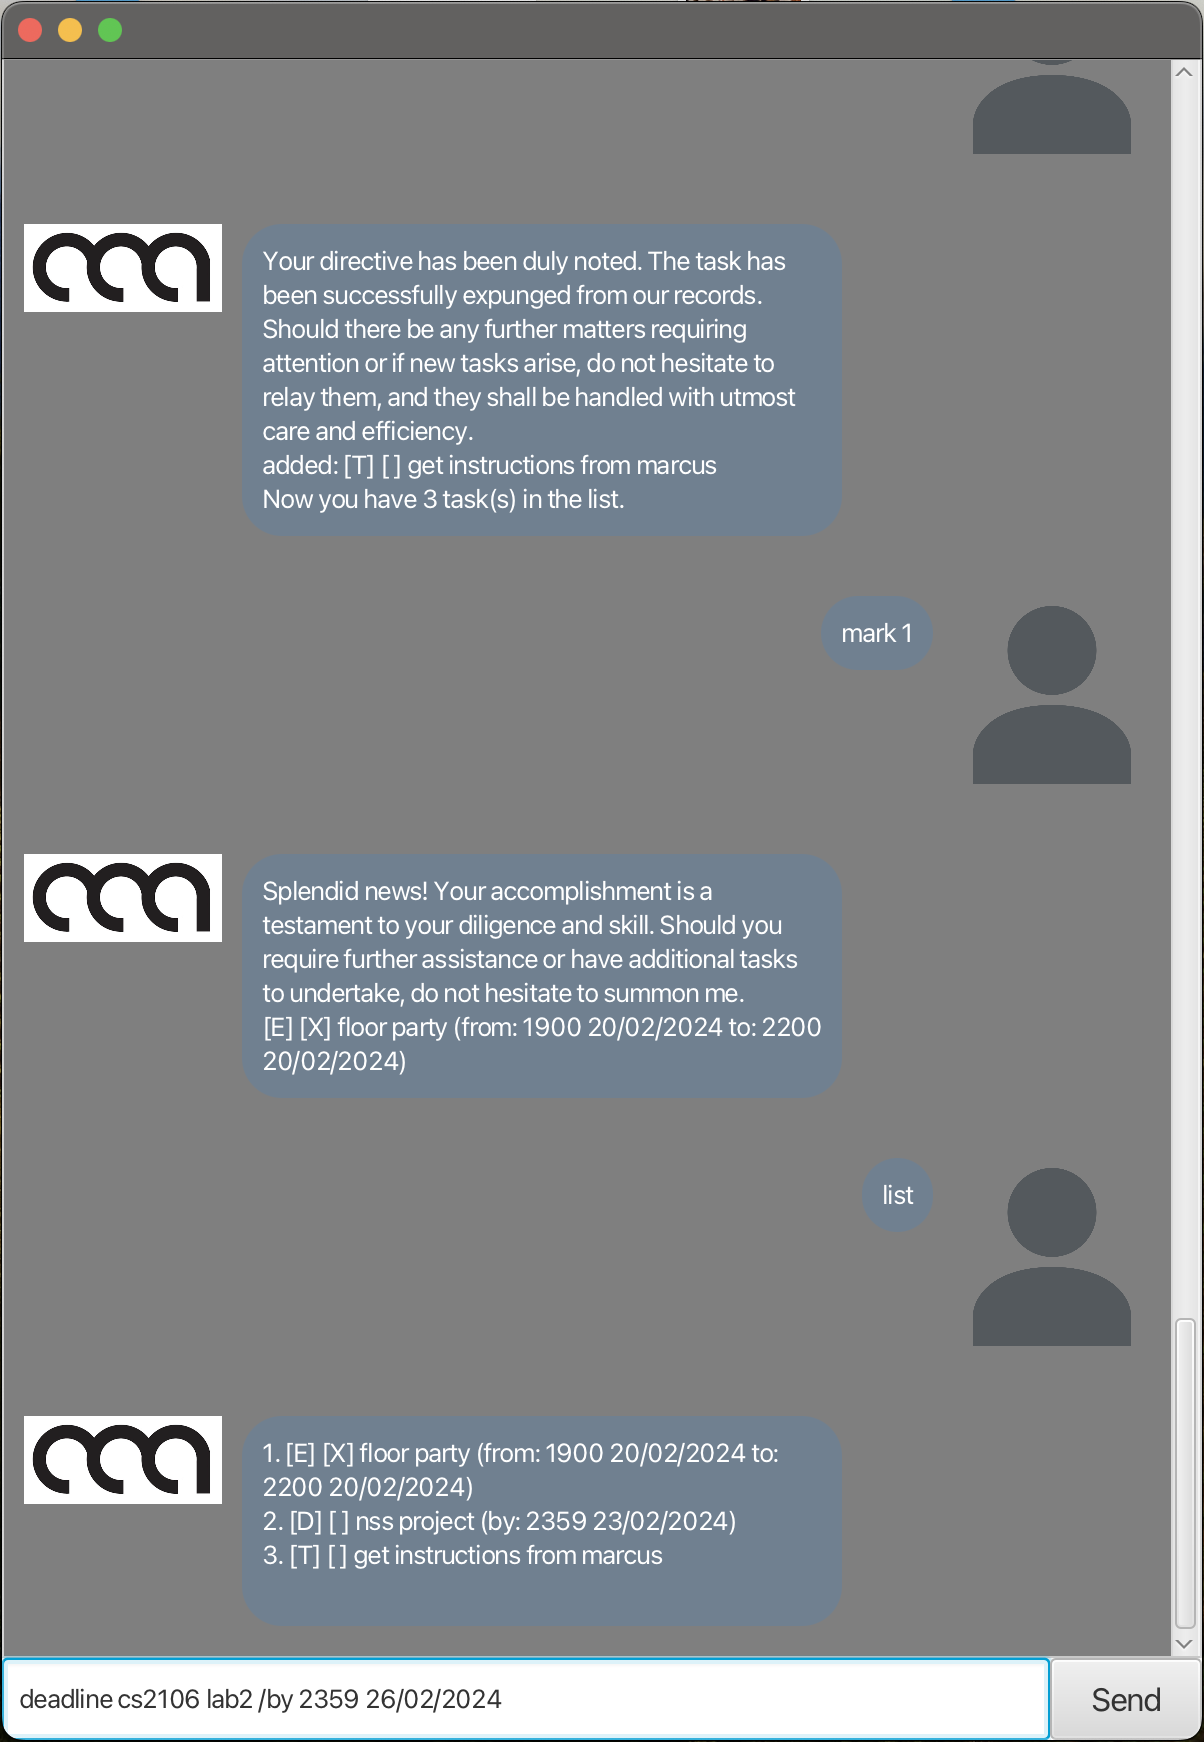 cca
Your directive has been duly noted. The task has
been successfully expunged from our records.
Should there be any further matters requiring
attention or if new tasks arise, do not hesitate to
relay them, and they shall be handled with utmost
care and efficiency.
added: [T] [ ] get instructions from marcus
Now you have 3 task(s) in the list.
mark 1
cca
Splendid news! Your accomplishment is a
testament to your diligence and skill. Should you
require further assistance or have additional tasks
to undertake, do not hesitate to summon me.
[E] [X] floor party (from: 1900 20/02/2024 to: 2200
20/02/2024)
list
cca
1. [E] [X] floor party (from: 1900 20/02/2024 to:
2200 20/02/2024)
2. [D] [ ] nss project (by: 2359 23/02/2024)
3. [T] [ ] get instructions from marcus
deadline cs2106 lab2 /by 2359 26/02/2024
Send